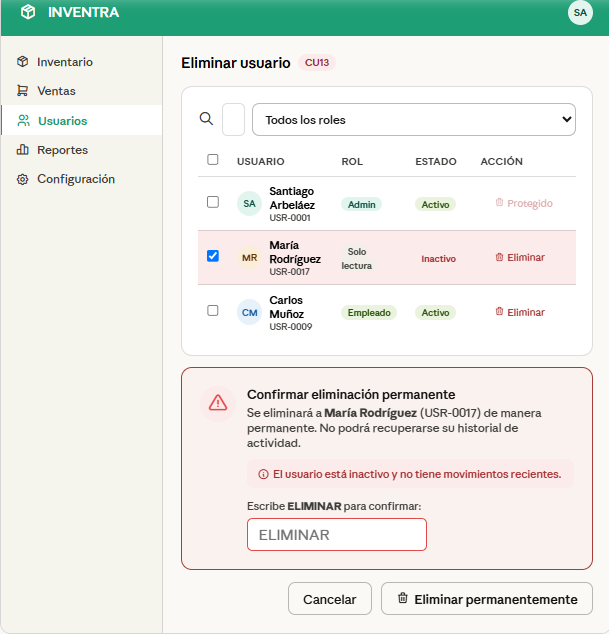 INVENTRA
SA
Inventario
Ventas
Usuarios
Reportes
Configuración
Eliminar usuario CU13
Todos los roles
USUARIO ROL ESTADO ACCIÓN
SA Santiago Arbeláez USR-0001 Admin Activo Protegido
MR María Rodríguez USR-0017 Solo lectura Inactivo Eliminar
CM Carlos Muñoz USR-0009 Empleado Activo Eliminar
Confirmar eliminación permanente
Se eliminará a María Rodríguez (USR-0017) de manera
permanente. No podrá recuperarse su historial de
actividad.
El usuario está inactivo y no tiene movimientos recientes.
Escribe ELIMINAR para confirmar:
ELIMINAR
Cancelar
Eliminar permanentemente